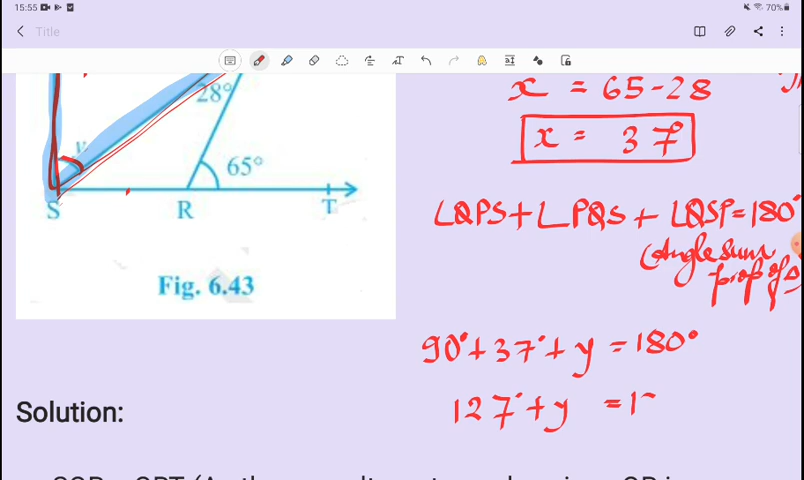 15:55
70%
Title
x = 65-28
28°
x = 37
y
65°
S R T
∠QPS+∠PQS+∠QSP=180°
(Angle sum
prop of Δ
Fig. 6.43
90°+37°+y=180°
127°+y =1
Solution: